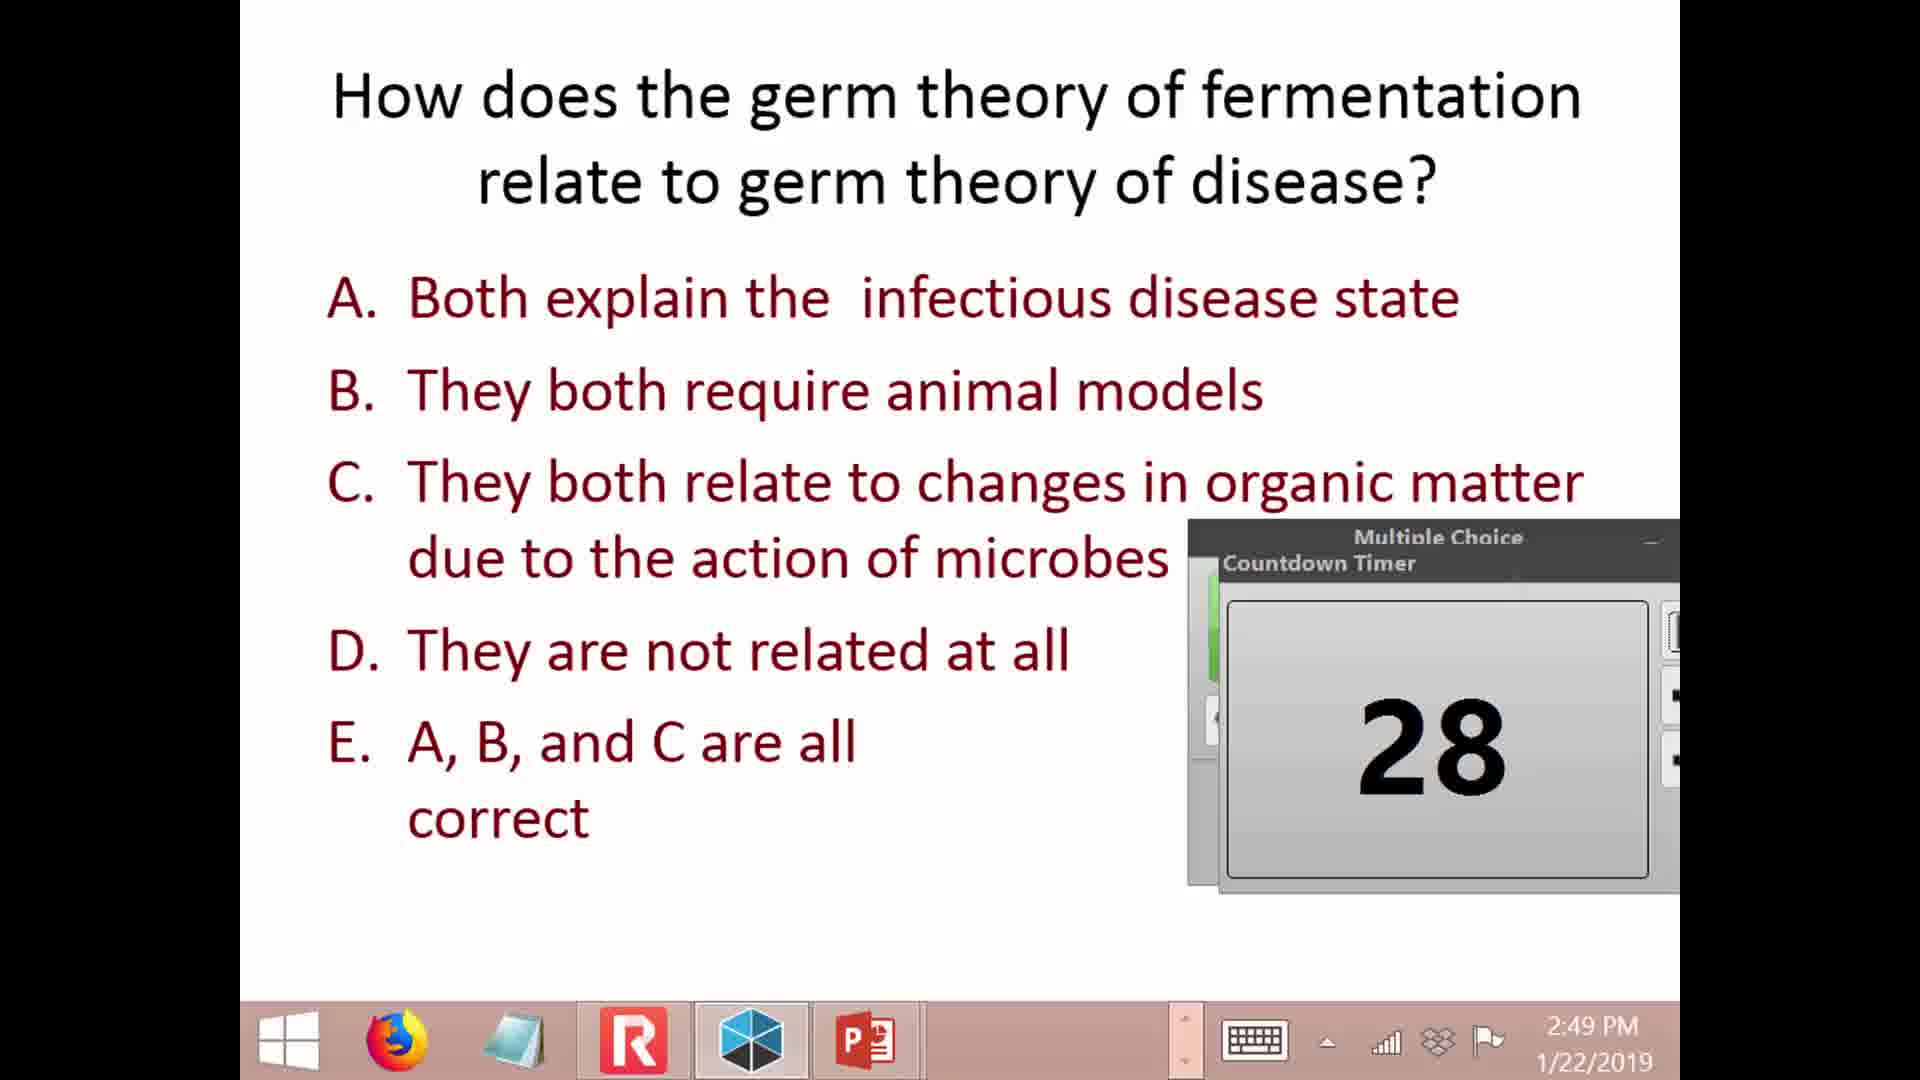 How does the germ theory of fermentation
relate to germ theory of disease?
A. Both explain the infectious disease state
B. They both require animal models
C. They both relate to changes in organic matter
due to the action of microbes
D. They are not related at all
E. A, B, and C are all
correct
Multiple Choice
Countdown Timer
28
2:49 PM
1/22/2019